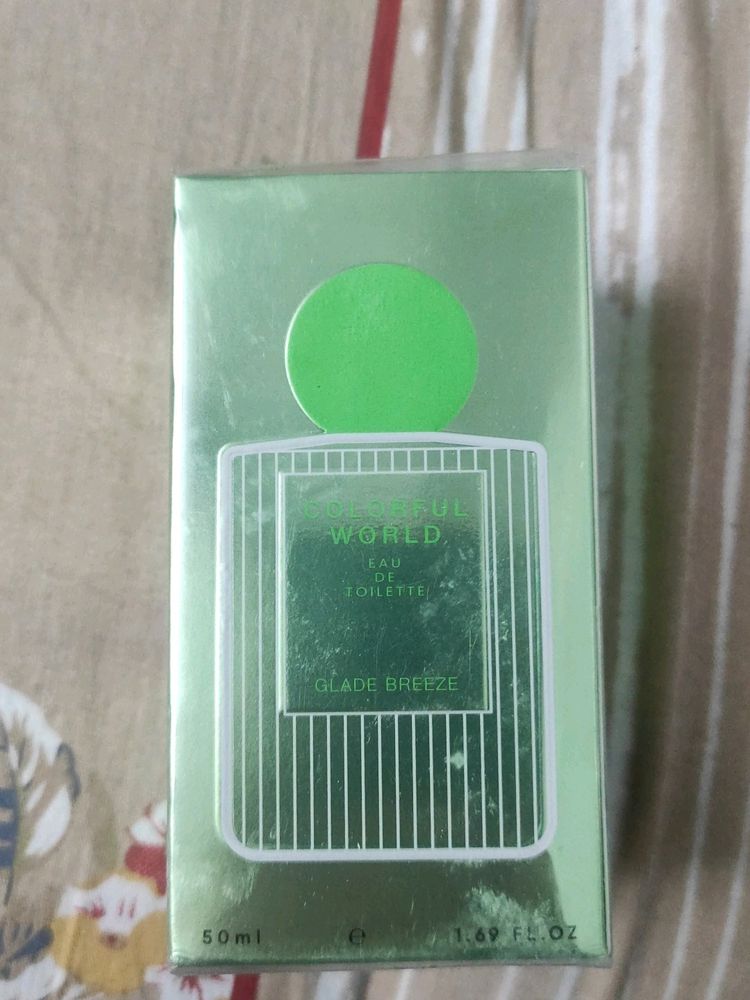 COLORFUL
WORLD
EAU
DE
TOILETTE
GLADE BREEZE
50ml ℮ 1.69 FL.OZ